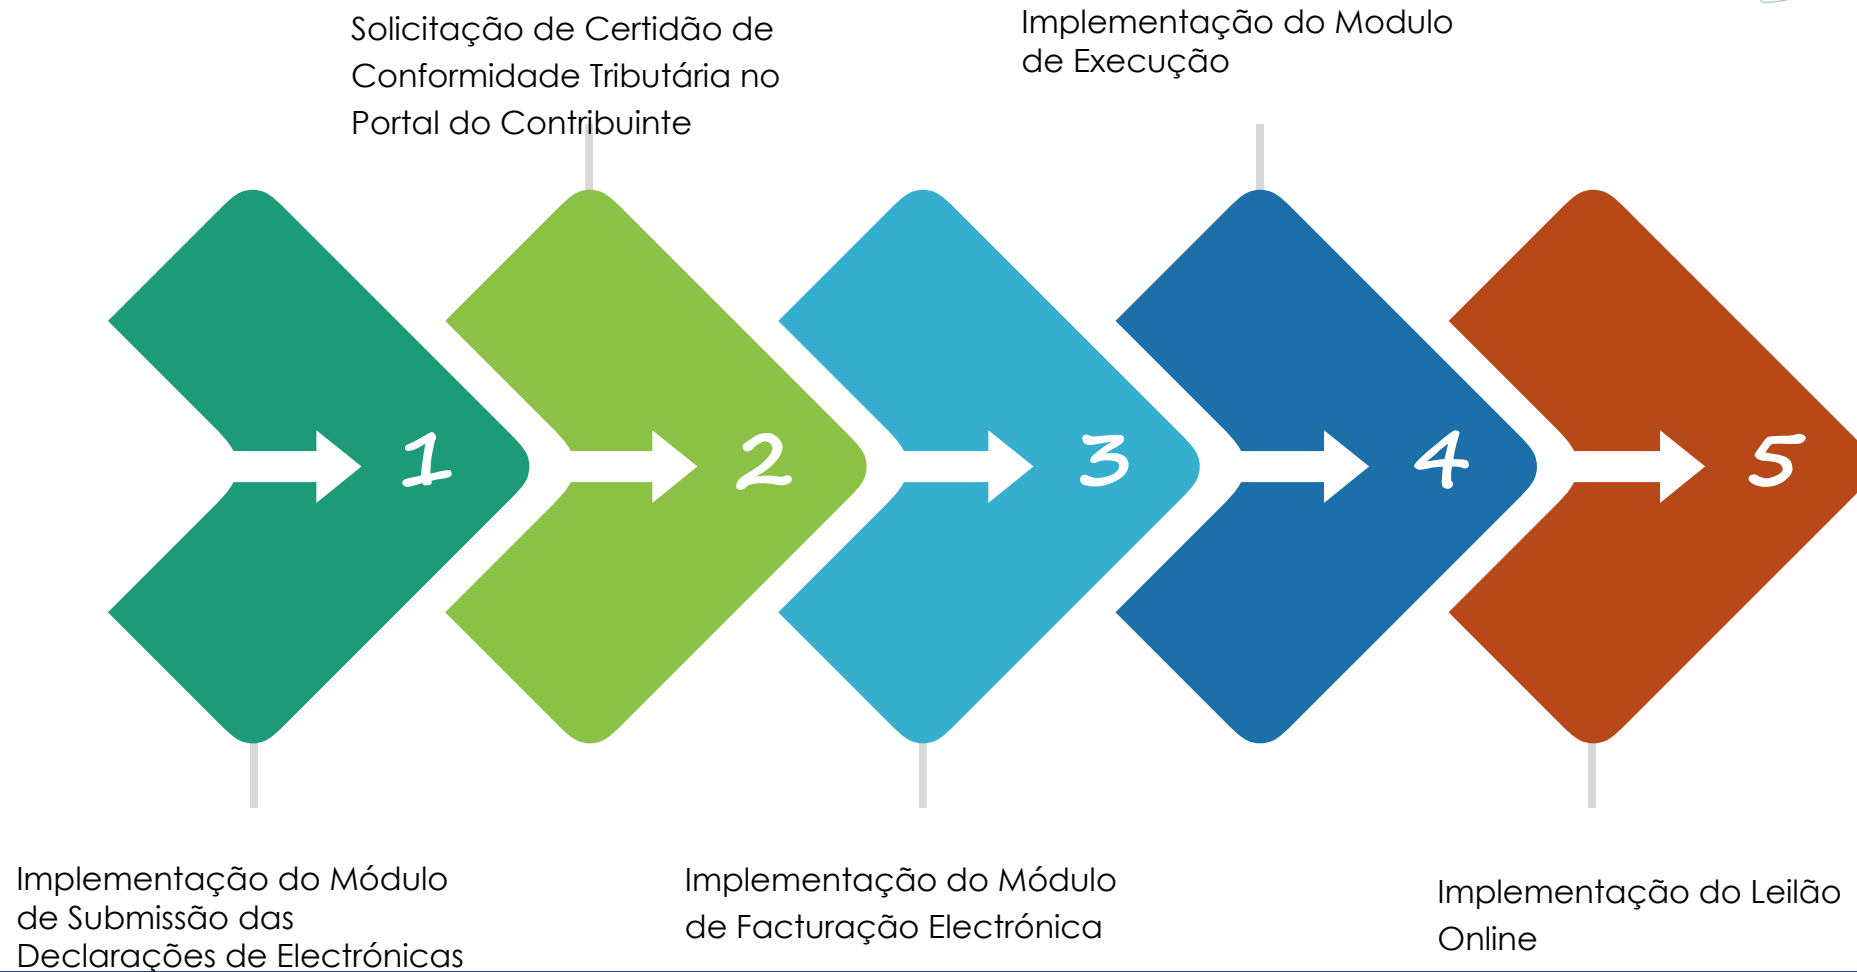 Solicitação de Certidão de
Conformidade Tributária no
Portal do Contribuinte
Implementação do Modulo
de Execução
1
2
3
4
5
Implementação do Módulo
de Submissão das
Declarações de Electrónicas
Implementação do Módulo
de Facturação Electrónica
Implementação do Leilão
Online